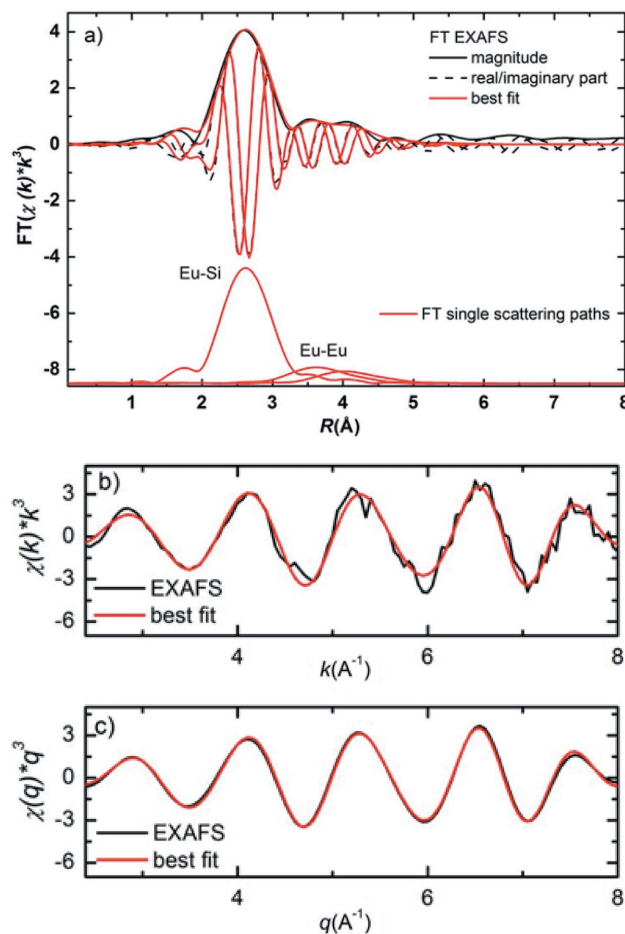 a)
FT EXAFS
magnitude
real/imaginary part
best fit
FT(χ (k)*k³)
4
2
0
-2
-4
-6
-8
Eu-Si
Eu-Eu
FT single scattering paths
1 2 3 4 5 6 7 8
R(Å)
b)
χ(k)*k³
3
0
-3
-6
EXAFS
best fit
4 6 8
k(A⁻¹)
c)
χ(q)*q³
3
0
-3
-6
EXAFS
best fit
4 6 8
q(A⁻¹)